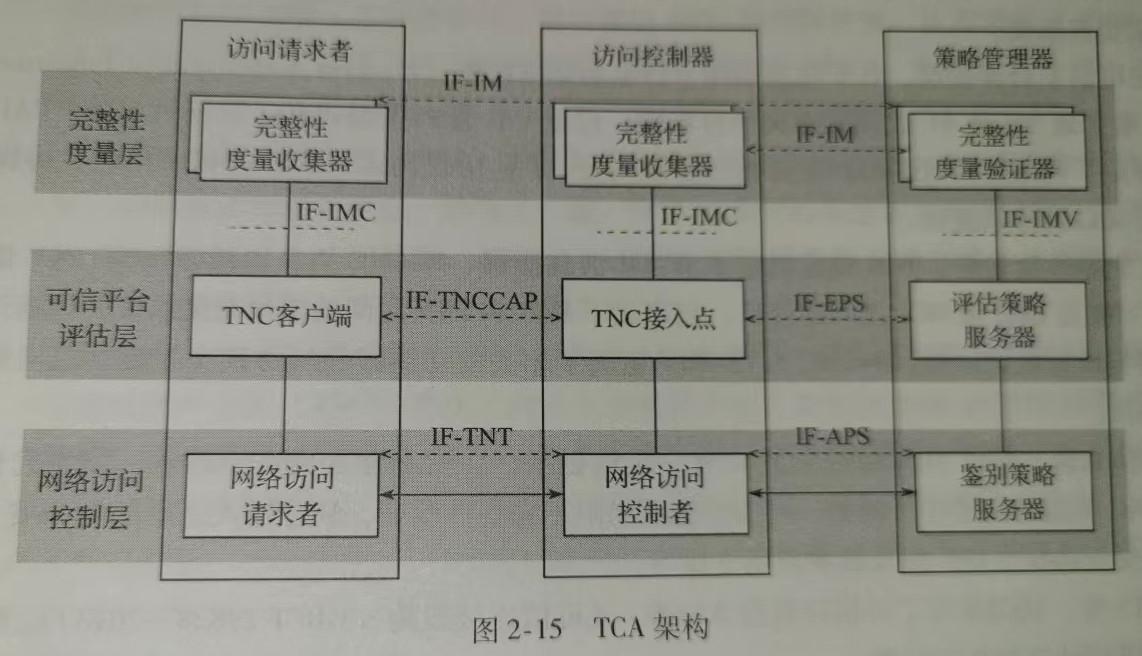 访问请求者
访问控制器
策略管理器
IF-IM
完整性
度量层
完整性
度量收集器
完整性
度量收集器
IF-IM
完整性
度量验证器
IF-IMC
IF-IMC
IF-IMV
可信平台
评估层
TNC客户端
IF-TNCCAP
TNC接入点
IF-EPS
评估策略
服务器
IF-TNT
IF-APS
网络访问
控制层
网络访问
请求者
网络访问
控制者
鉴别策略
服务器
图 2-15 TCA 架构